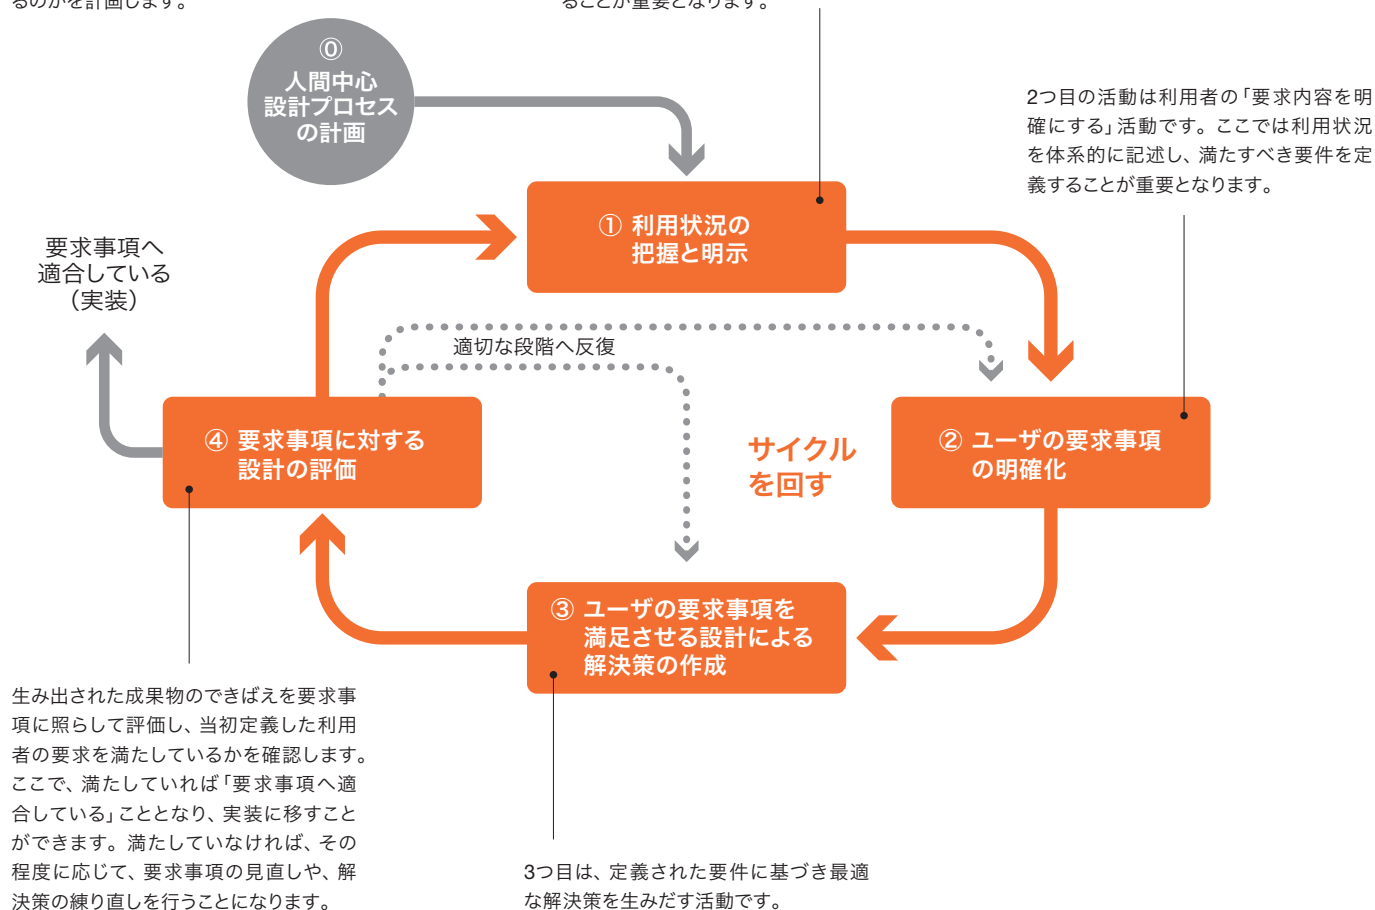 るのかを計画します。
ることが重要となります。
⓪
人間中心
設計プロセス
の計画
2つ目の活動は利用者の「要求内容を明
確にする」活動です。ここでは利用状況
を体系的に記述し、満たすべき要件を定
義することが重要となります。
① 利用状況の
把握と明示
要求事項へ
適合している
（実装）
適切な段階へ反復
④ 要求事項に対する
設計の評価
サイクル
を回す
② ユーザの要求事項
の明確化
③ ユーザの要求事項を
満足させる設計による
解決策の作成
生み出された成果物のできばえを要求事
項に照らして評価し、当初定義した利用
者の要求を満たしているかを確認します。
ここで、満たしていれば「要求事項へ適
合している」こととなり、実装に移すこと
ができます。満たしていなければ、その
程度に応じて、要求事項の見直しや、解
決策の練り直しを行うことになります。
3つ目は、定義された要件に基づき最適
な解決策を生みだす活動です。